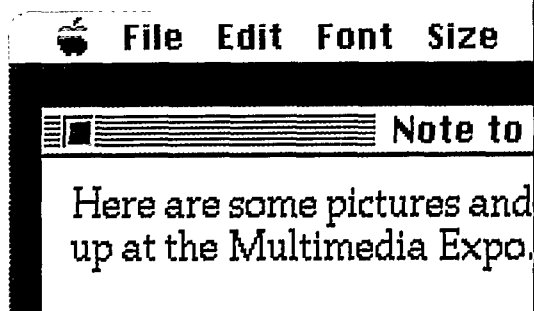 File Edit Font Size
Note to
Here are some pictures and
up at the Multimedia Expo.